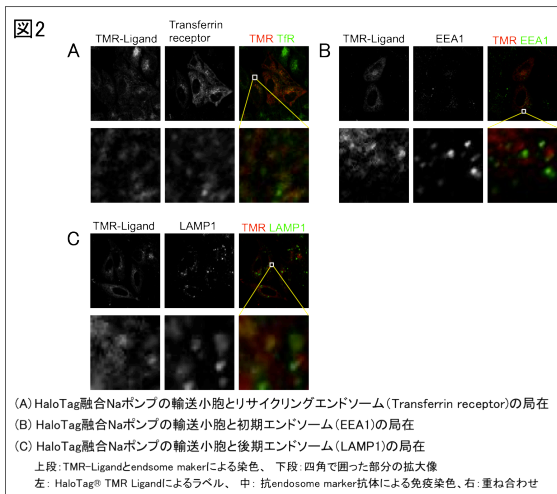 図2
A
TMR-Ligand
Transferrin receptor
TMR TfR
B
TMR-Ligand
EEA1
TMR EEA1
C
TMR-Ligand
LAMP1
TMR LAMP1
(A) HaloTag融合Naポンプの輸送小胞とリサイクリングエンドソーム(Transferrin receptor)の局在
(B) HaloTag融合Naポンプの輸送小胞と初期エンドソーム(EEA1)の局在
(C) HaloTag融合Naポンプの輸送小胞と後期エンドソーム(LAMP1)の局在
上段:TMR-Ligandとendsome makerによる染色、 下段:四角で囲った部分の拡大像
左: HaloTag® TMR Ligandによるラベル、 中: 抗endosome marker抗体による免疫染色、右:重ね合わせ